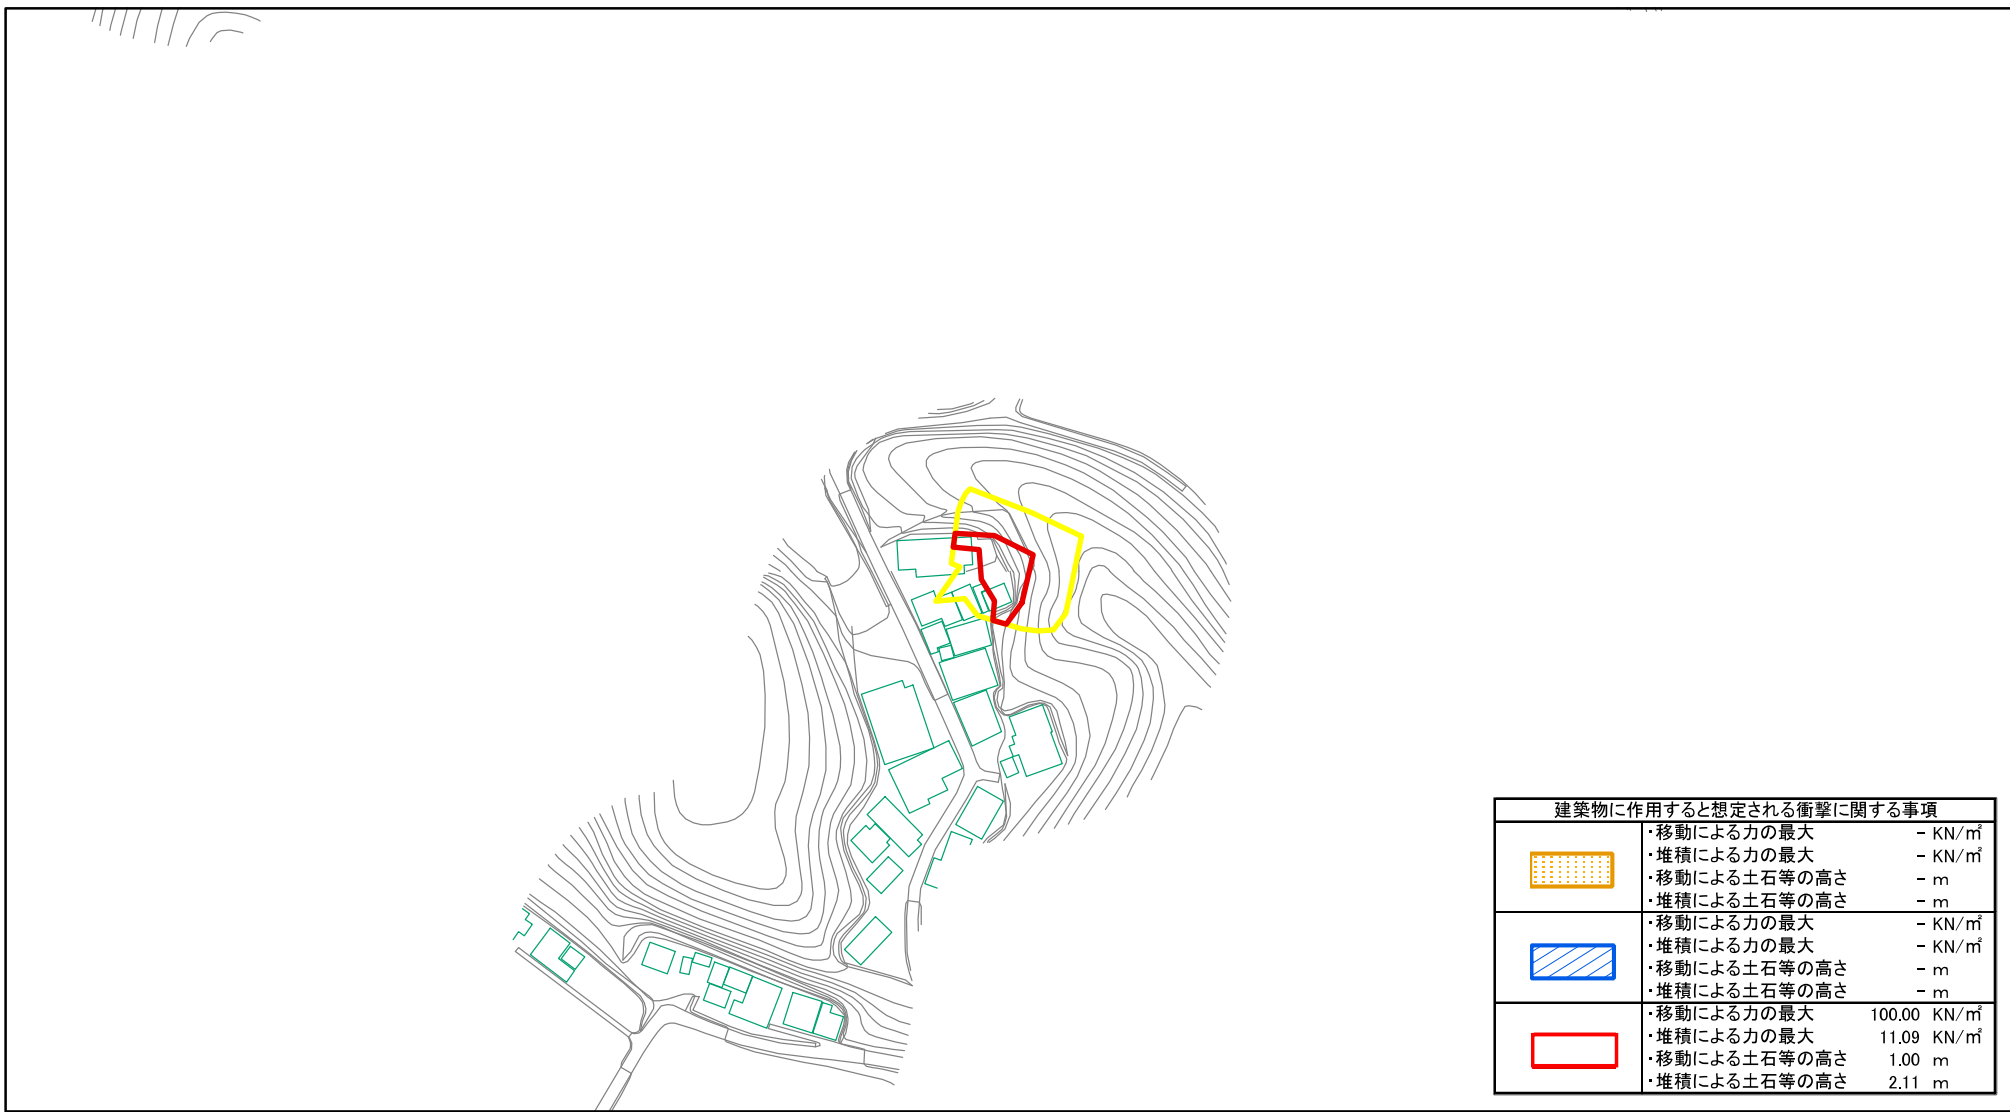 建築物に作用すると想定される衝撃に関する事項
・移動による力の最大 - KN/㎡
・堆積による力の最大 - KN/㎡
・移動による土石等の高さ - m
・堆積による土石等の高さ - m
・移動による力の最大 - KN/㎡
・堆積による力の最大 - KN/㎡
・移動による土石等の高さ - m
・堆積による土石等の高さ - m
・移動による力の最大 100.00 KN/㎡
・堆積による力の最大 11.09 KN/㎡
・移動による土石等の高さ 1.00 m
・堆積による土石等の高さ 2.11 m